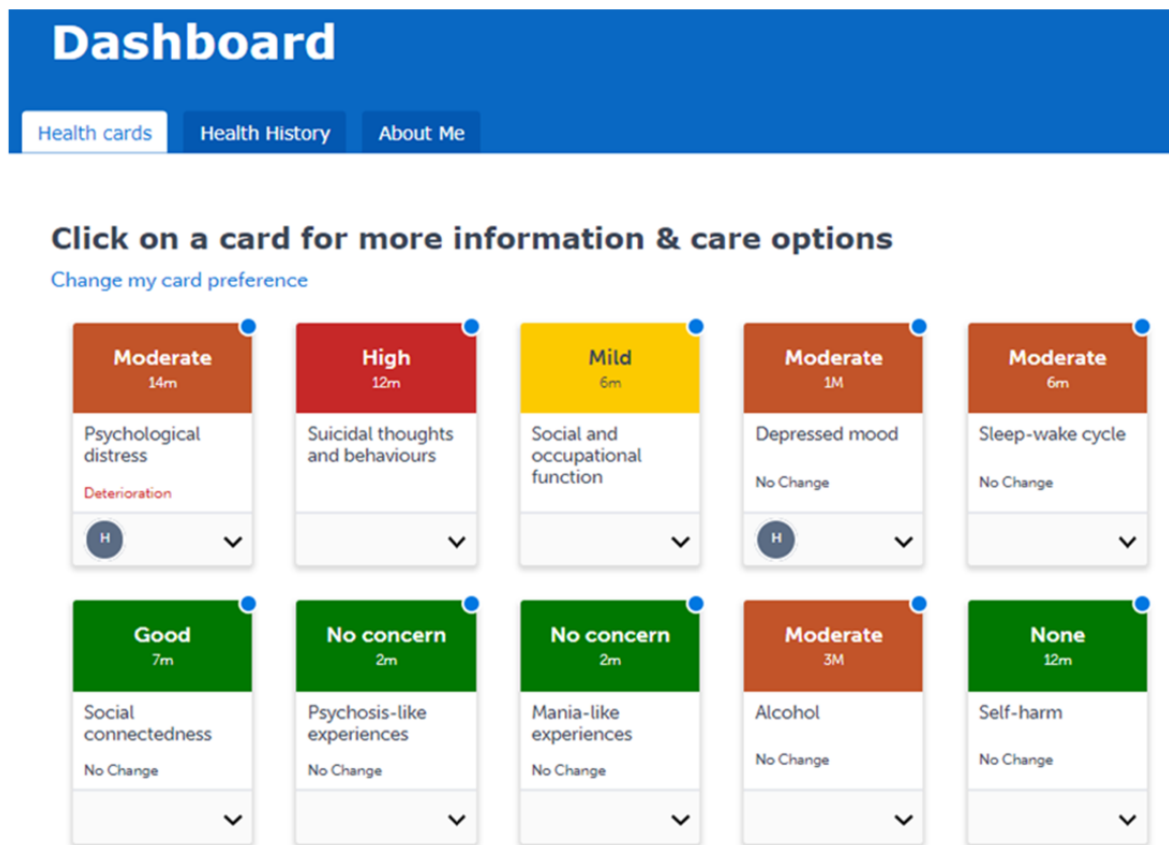 Dashboard
Health cards
Health History
About Me
Click on a card for more information & care options
Change my card preference
Moderate
14m
Psychological
distress
Deterioration
H
High
12m
Suicidal thoughts
and behaviours
Mild
6m
Social and
occupational
function
Moderate
1M
Depressed mood
No Change
H
Moderate
6m
Sleep-wake cycle
No Change
Good
7m
Social
connectedness
No Change
No concern
2m
Psychosis-like
experiences
No Change
No concern
2m
Mania-like
experiences
No Change
Moderate
3M
Alcohol
No Change
None
12m
Self-harm
No Change